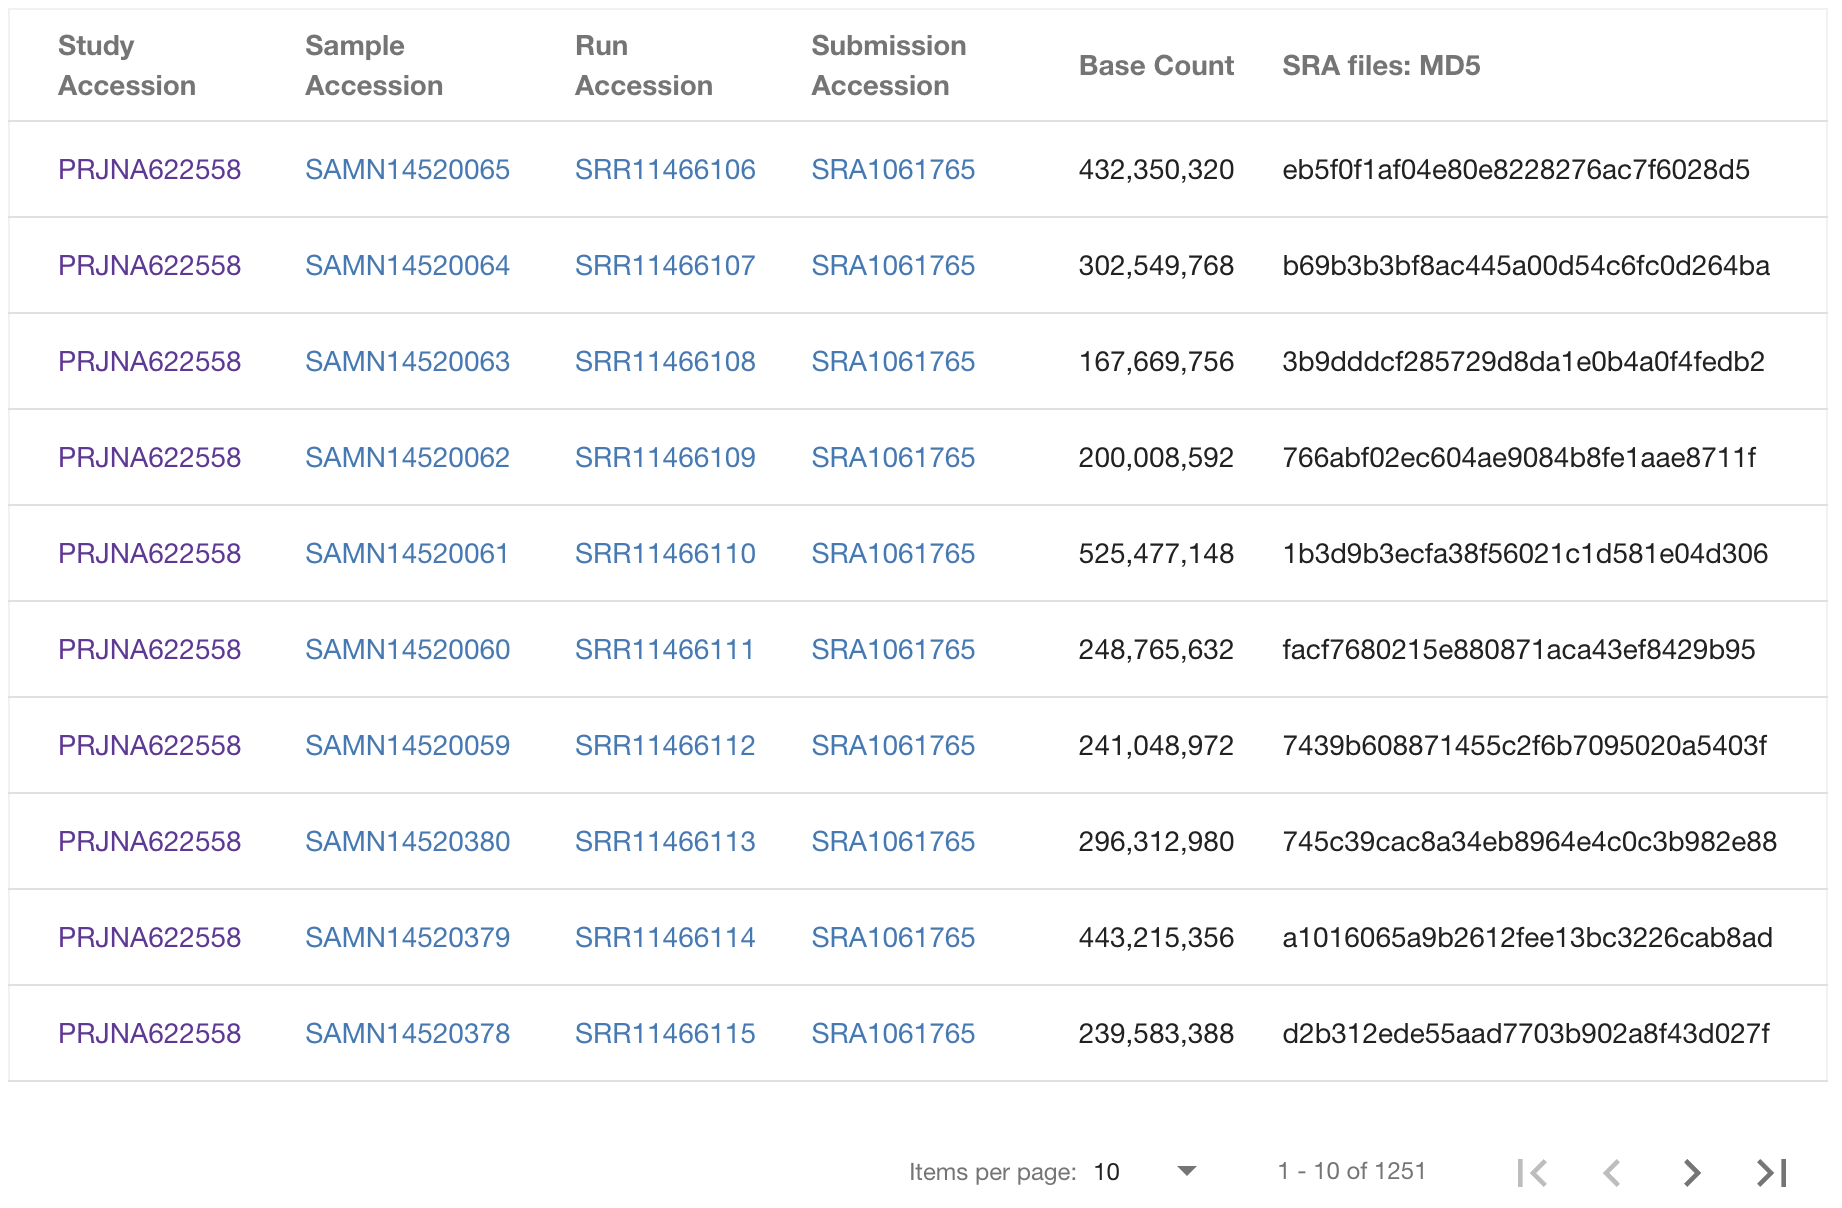 Study Accession Sample Accession Run Accession Submission Accession Base Count SRA files: MD5
PRJNA622558 SAMN14520065 SRR11466106 SRA1061765 432,350,320 eb5f0f1af04e80e8228276ac7f6028d5
PRJNA622558 SAMN14520064 SRR11466107 SRA1061765 302,549,768 b69b3b3bf8ac445a00d54c6fc0d264ba
PRJNA622558 SAMN14520063 SRR11466108 SRA1061765 167,669,756 3b9dddcf285729d8da1e0b4a0f4fedb2
PRJNA622558 SAMN14520062 SRR11466109 SRA1061765 200,008,592 766abf02ec604ae9084b8fe1aae8711f
PRJNA622558 SAMN14520061 SRR11466110 SRA1061765 525,477,148 1b3d9b3ecfa38f56021c1d581e04d306
PRJNA622558 SAMN14520060 SRR11466111 SRA1061765 248,765,632 facf7680215e880871aca43ef8429b95
PRJNA622558 SAMN14520059 SRR11466112 SRA1061765 241,048,972 7439b608871455c2f6b7095020a5403f
PRJNA622558 SAMN14520380 SRR11466113 SRA1061765 296,312,980 745c39cac8a34eb8964e4c0c3b982e88
PRJNA622558 SAMN14520379 SRR11466114 SRA1061765 443,215,356 a1016065a9b2612fee13bc3226cab8ad
PRJNA622558 SAMN14520378 SRR11466115 SRA1061765 239,583,388 d2b312ede55aad7703b902a8f43d027f
Items per page: 10 1 - 10 of 1251